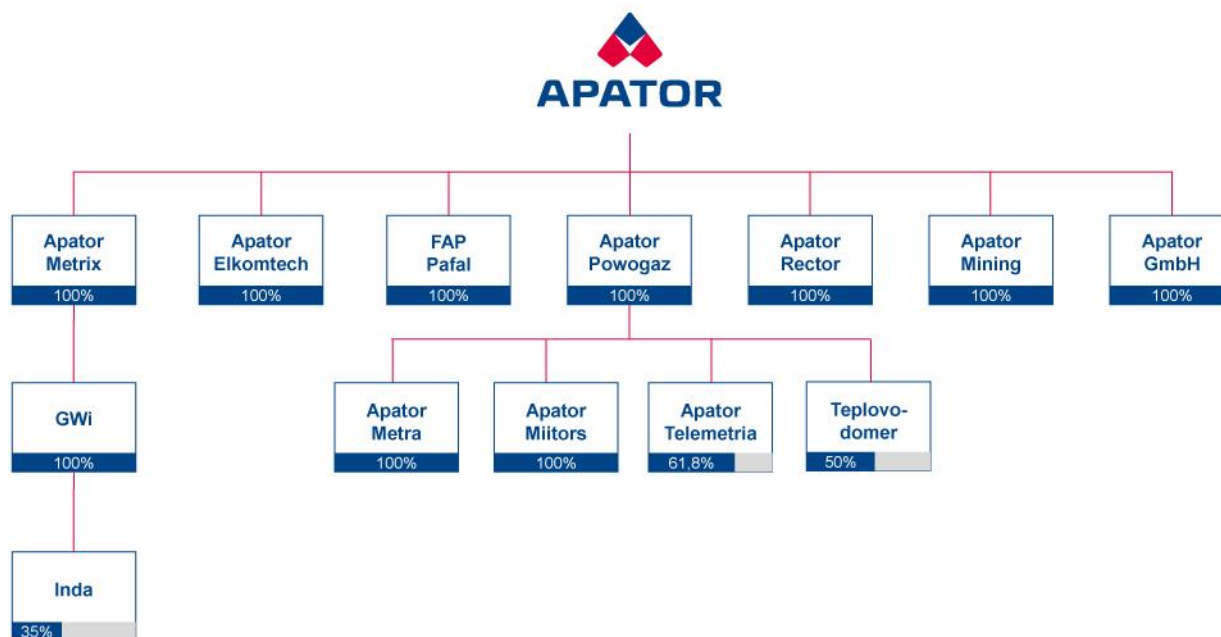 APATOR
Apator
Metrix
100%
Apator
Elkomtech
100%
FAP
Pafal
100%
Apator
Powogaz
100%
Apator
Rector
100%
Apator
Mining
100%
Apator
GmbH
100%
GWi
100%
Apator
Metra
100%
Apator
Miitors
100%
Apator
Telemetria
61,8%
Teplovo-
domer
50%
Inda
35%